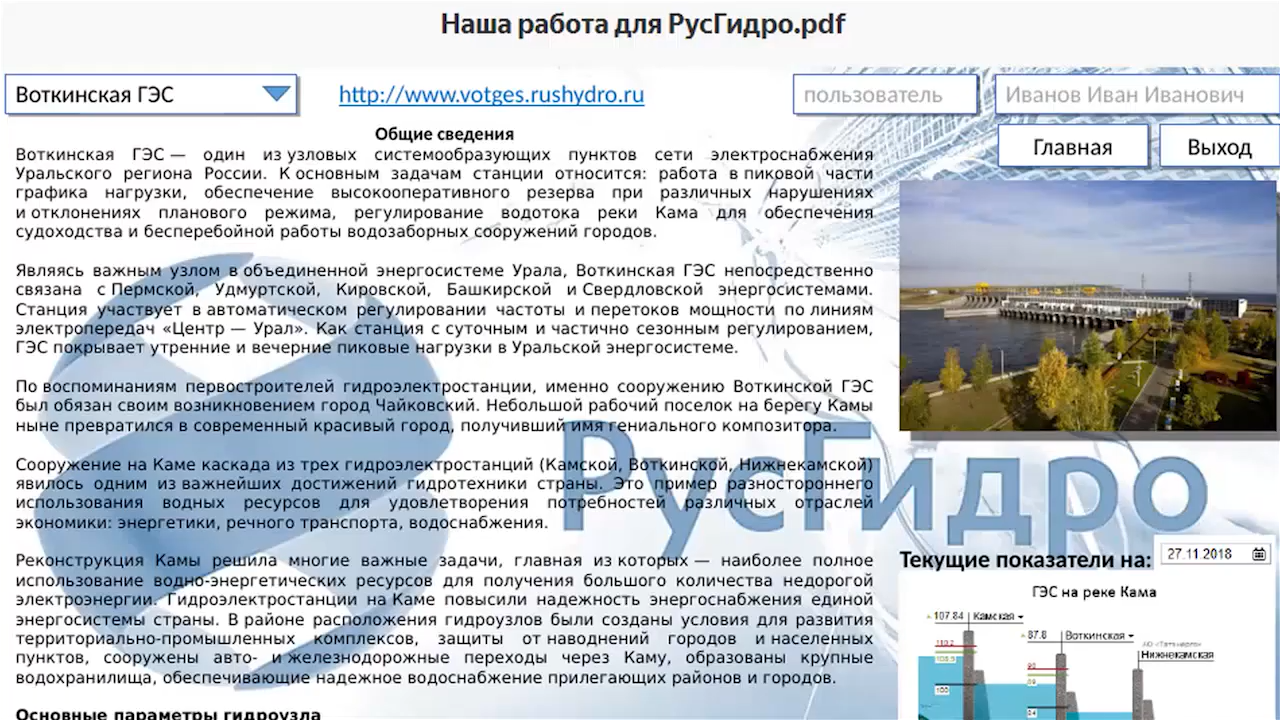 Наша работа для РусГидро.pdf
Воткинская ГЭС
http://www.votges.rushydro.ru
пользователь
Иванов Иван Иванович
Главная
Выход
Общие сведения
Воткинская ГЭС — один из узловых системообразующих пунктов сети электроснабжения
Уральского региона России. К основным задачам станции относится: работа в пиковой части
графика нагрузки, обеспечение высокооперативного резерва при различных нарушениях
и отклонениях планового режима, регулирование водотока реки Кама для обеспечения
судоходства и бесперебойной работы водозаборных сооружений городов.
Являясь важным узлом в объединенной энергосистеме Урала, Воткинская ГЭС непосредственно
связана с Пермской, Удмуртской, Кировской, Башкирской и Свердловской энергосистемами.
Станция участвует в автоматическом регулировании частоты и перетоков мощности по линиям
электропередач «Центр — Урал». Как станция с суточным и частично сезонным регулированием,
ГЭС покрывает утренние и вечерние пиковые нагрузки в Уральской энергосистеме.
По воспоминаниям первостроителей гидроэлектростанции, именно сооружению Воткинской ГЭС
был обязан своим возникновением город Чайковский. Небольшой рабочий поселок на берегу Камы
ныне превратился в современный красивый город, получивший имя гениального композитора.
Сооружение на Каме каскада из трех гидроэлектростанций (Камской, Воткинской, Нижнекамской)
явилось одним из важнейших достижений гидротехники страны. Это пример разностороннего
использования водных ресурсов для удовлетворения потребностей различных отраслей
экономики: энергетики, речного транспорта, водоснабжения.
Реконструкция Камы решила многие важные задачи, главная из которых — наиболее полное
использование водно-энергетических ресурсов для получения большого количества недорогой
электроэнергии. Гидроэлектростанции на Каме повысили надежность энергоснабжения единой
энергосистемы страны. В районе расположения гидроузлов были созданы условия для развития
территориально-промышленных комплексов, защиты от наводнений городов и населенных
пунктов, сооружены авто- и железнодорожные переходы через Каму, образованы крупные
водохранилища, обеспечивающие надежное водоснабжение прилегающих районов и городов.
Основные параметры гидроузла
РусГидро
Текущие показатели на:
27.11.2018
ГЭС на реке Кама
107.84 Камская
87.8 Воткинская
Нижнекамская
100